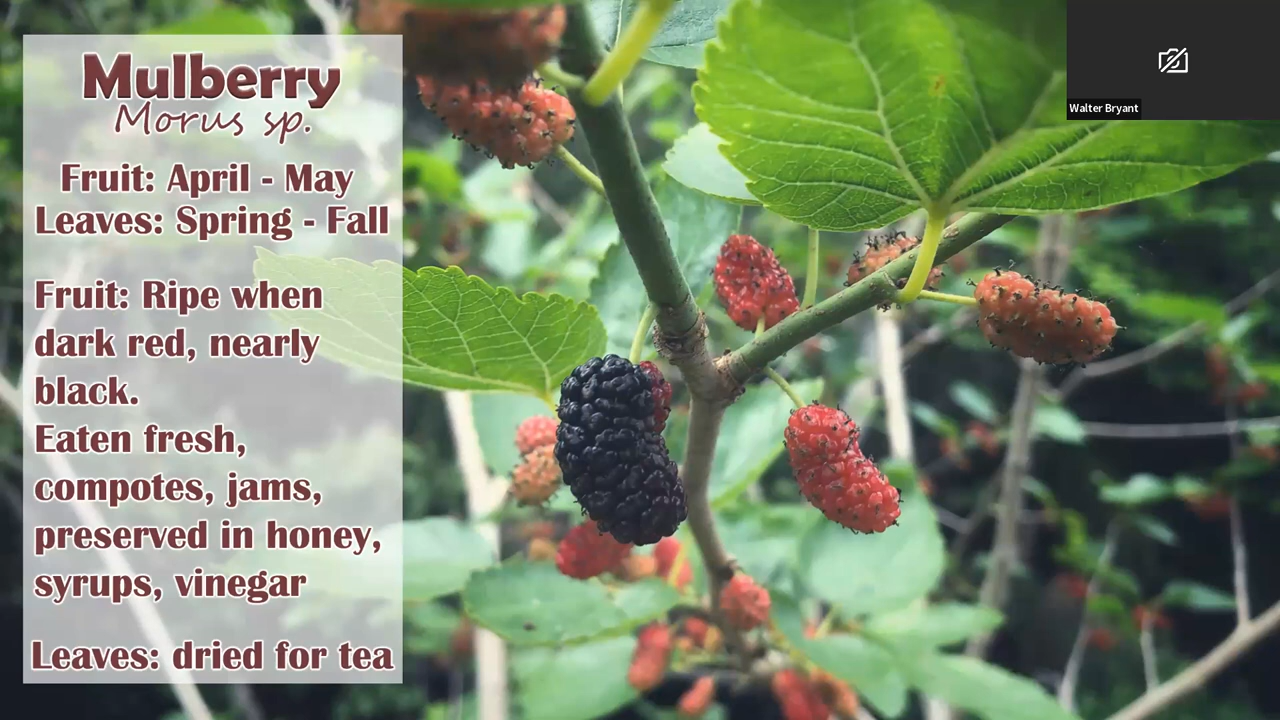 Mulberry
Morus sp.
Fruit: April - May
Leaves: Spring - Fall
Fruit: Ripe when
dark red, nearly
black.
Eaten fresh,
compotes, jams,
preserved in honey,
syrups, vinegar
Leaves: dried for tea
Walter Bryant